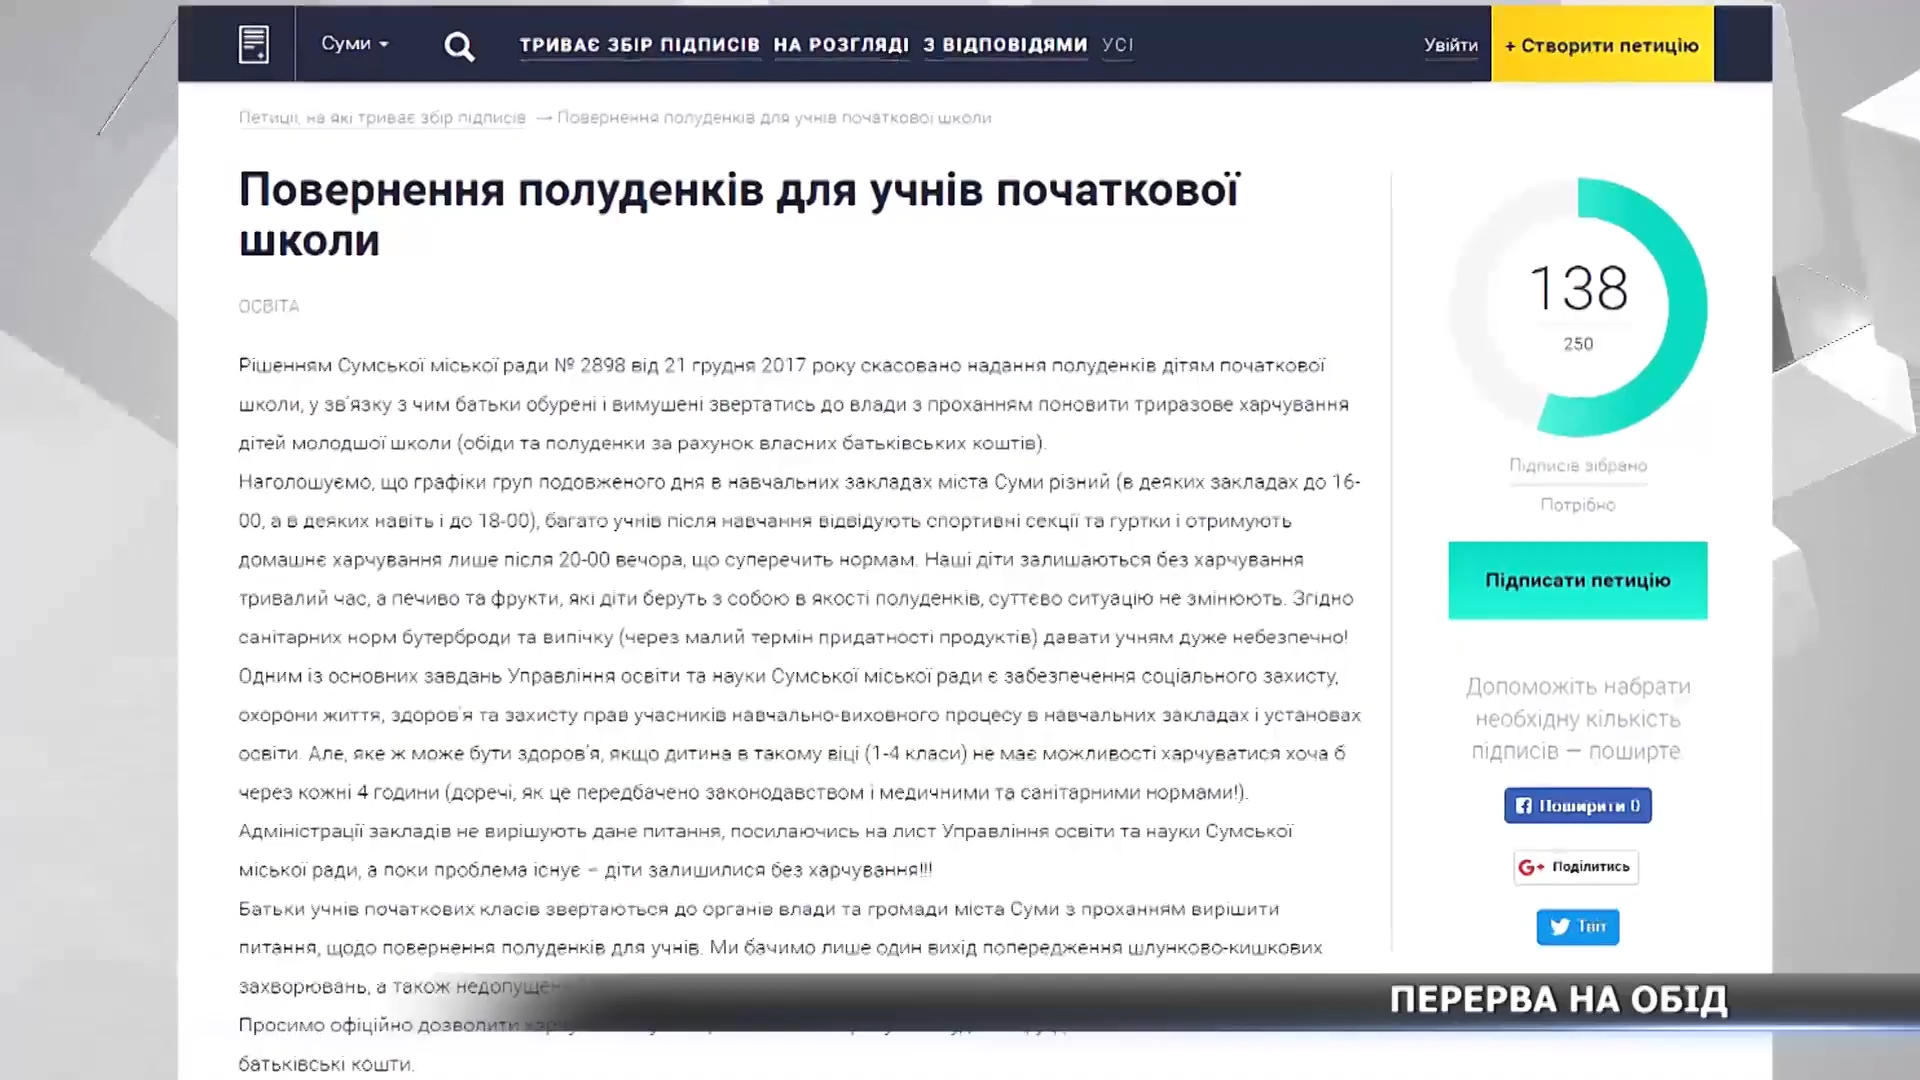 Суми
ТРИВАЄ ЗБІР ПІДПИСІВ НА РОЗГЛЯДІ З ВІДПОВІДЯМИ УСІ
Увійти
+ Створити петицію
Петиції, на які триває збір підписів → Повернення полуденків для учнів початкової школи
Повернення полуденків для учнів початкової
школи
ОСВІТА
Рішенням Сумської міської ради № 2898 від 21 грудня 2017 року скасовано надання полуденків дітям початкової
школи, у зв'язку з чим батьки обурені і вимушені звертатись до влади з проханням поновити триразове харчування
дітей молодшої школи (обіди та полуденки за рахунок власних батьківських коштів).
Наголошуємо, що графіки груп подовженого дня в навчальних закладах міста Суми різний (в деяких закладах до 16-
00, а в деяких навіть і до 18-00), багато учнів після навчання відвідують спортивні секції та гуртки і отримують
домашнє харчування лише після 20-00 вечора, що суперечить нормам. Наші діти залишаються без харчування
тривалий час, а печиво та фрукти, які діти беруть з собою в якості полуденків, суттєво ситуацію не змінюють. Згідно
санітарних норм бутерброди та випічку (через малий термін придатності продуктів) давати учням дуже небезпечно!
Одним із основних завдань Управління освіти та науки Сумської міської ради є забезпечення соціального захисту,
охорони життя, здоров'я та захисту прав учасників навчально-виховного процесу в навчальних закладах і установах
освіти. Але, яке ж може бути здоров'я, якщо дитина в такому віці (1-4 класи) не має можливості харчуватися хоча б
через кожні 4 години (доречі, як це передбачено законодавством і медичними та санітарними нормами!).
Адміністрації закладів не вирішують дане питання, посилаючись на лист Управління освіти та науки Сумської
міської ради, а поки проблема існує – діти залишилися без харчування!!!
Батьки учнів початкових класів звертаються до органів влади та громади міста Суми з проханням вирішити
питання, щодо повернення полуденків для учнів. Ми бачимо лише один вихід попередження шлунково-кишкових
захворювань, а також
Просимо офіційно дозволити
батьківські кошти.
138
250
Підписів зібрано
Потрібно
Підписати петицію
Допоможіть набрати
необхідну кількість
підписів — поширте
Поширити 0
G+ Поділитись
Твіт
ПЕРЕРВА НА ОБІД